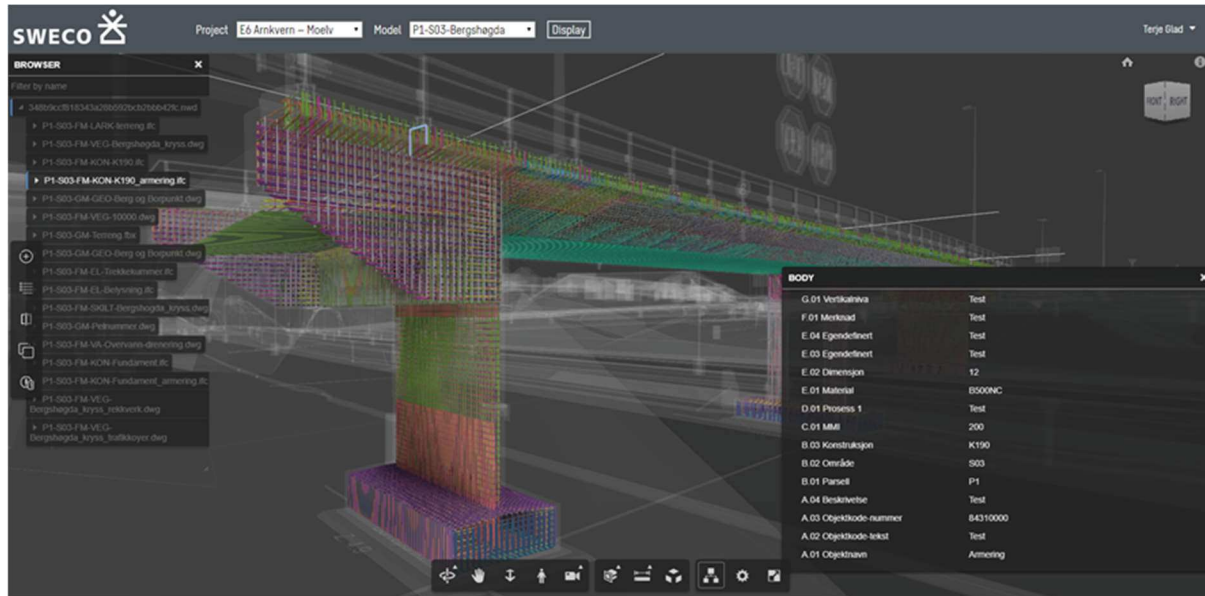 SWECO
Project E6 Arnkvern – Moelv Model P1-S03-Bergshøgda Display
Terje Glad
BROWSER
Filter by name
P1-S03-FM-LARK-terreng.ifc
P1-S03-FM-VEG-Bergshøgda_kryss.dwg
P1-S03-FM-KON-K190.ifc
P1-S03-FM-KON-K190_armering.ifc
P1-S03-GM-GEO-Berg og Borpunkt.dwg
P1-S03-FM-VEG-10000.dwg
P1-S03-GM-Terreng.fbx
P1-S03-GM-GEO-Berg og Borpunkt.dwg
P1-S03-FM-EL-Trekkekummer.ifc
P1-S03-FM-EL-Belysning.ifc
P1-S03-FM-SKILT-Bergshogda_kryss.dwg
P1-S03-GM-Pelnummer.dwg
P1-S03-FM-VA-Overvann-drenering.dwg
P1-S03-FM-KON-Fundament.ifc
P1-S03-FM-KON-Fundament_armering.ifc
P1-S03-FM-VEG-
Bergshøgda_kryss_rekkverk.dwg
P1-S03-FM-VEG-
Bergshøgda_kryss_trafikkoyer.dwg
FRONT RIGHT
BODY
G.01 Vertikalniva Test
F.01 Merknad Test
E.04 Egendefinert Test
E.03 Egendefinert Test
E.02 Dimensjon 12
E.01 Material B500NC
D.01 Prosess 1 Test
C.01 MMI 200
B.03 Konstruksjon K190
B.02 Område S03
B.01 Parsell P1
A.04 Beskrivelse Test
A.03 Objektkode-nummer 84310000
A.02 Objektkode-tekst Test
A.01 Objektnavn Armering